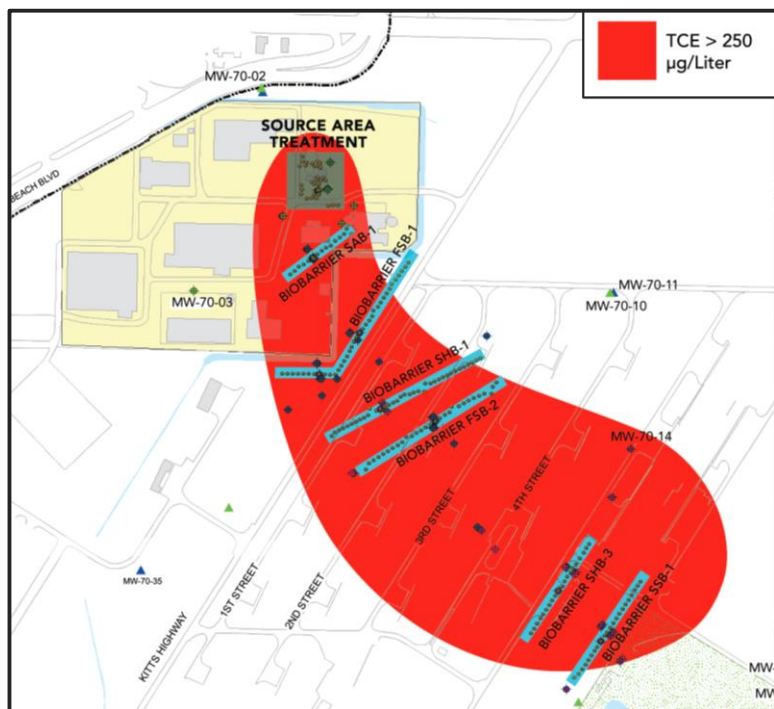 TCE > 250
µg/Liter
MW-70-02
SOURCE AREA
TREATMENT
BEACH BLVD
BIOBARRIER SAB-1
BIOBARRIER FSB-1
MW-70-03
MW-70-11
MW-70-10
BIOBARRIER SHB-1
BIOBARRIER FSB-2
MW-70-14
3RD STREET
4TH STREET
MW-70-35
1ST STREET
2ND STREET
KITTS HIGHWAY
BIOBARRIER SHB-3
BIOBARRIER SSB-1
MW-
MW